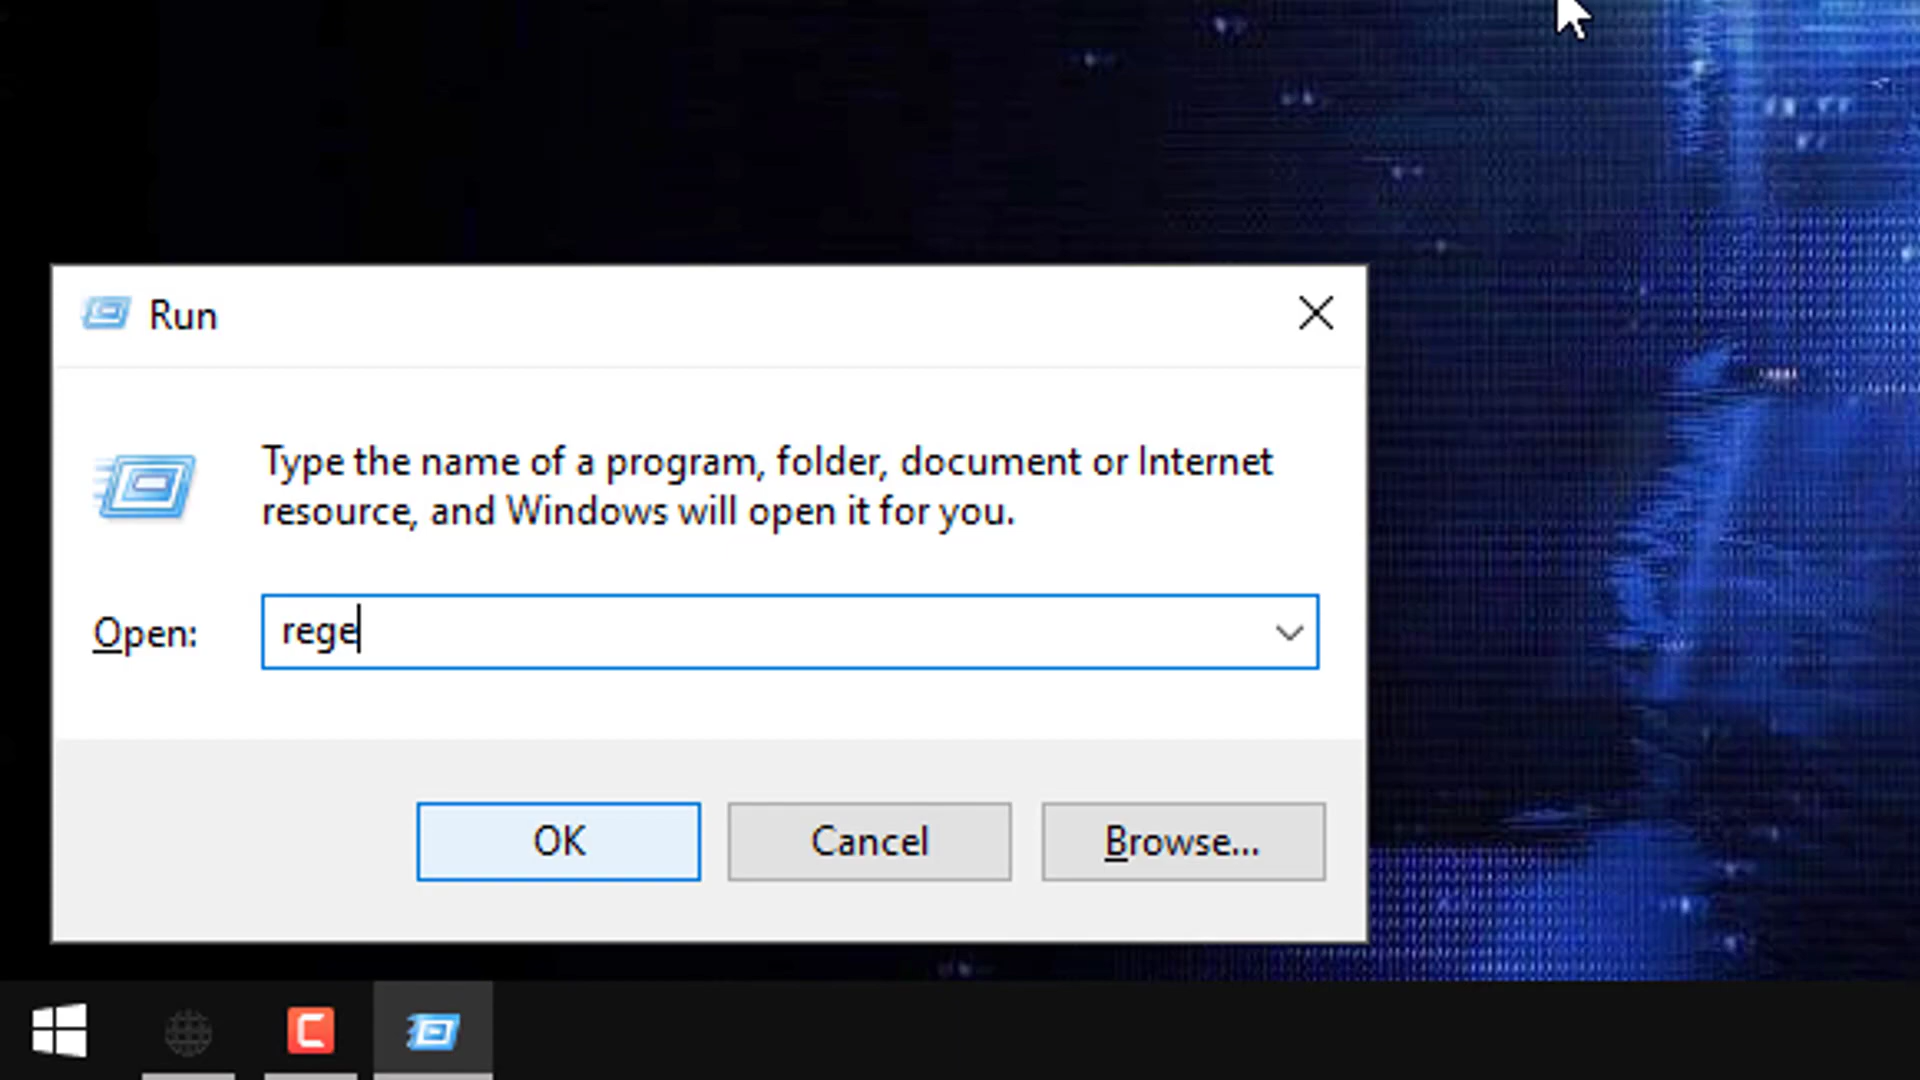 Run
Type the name of a program, folder, document or Internet
resource, and Windows will open it for you.
Open:
rege
OK
Cancel
Browse...